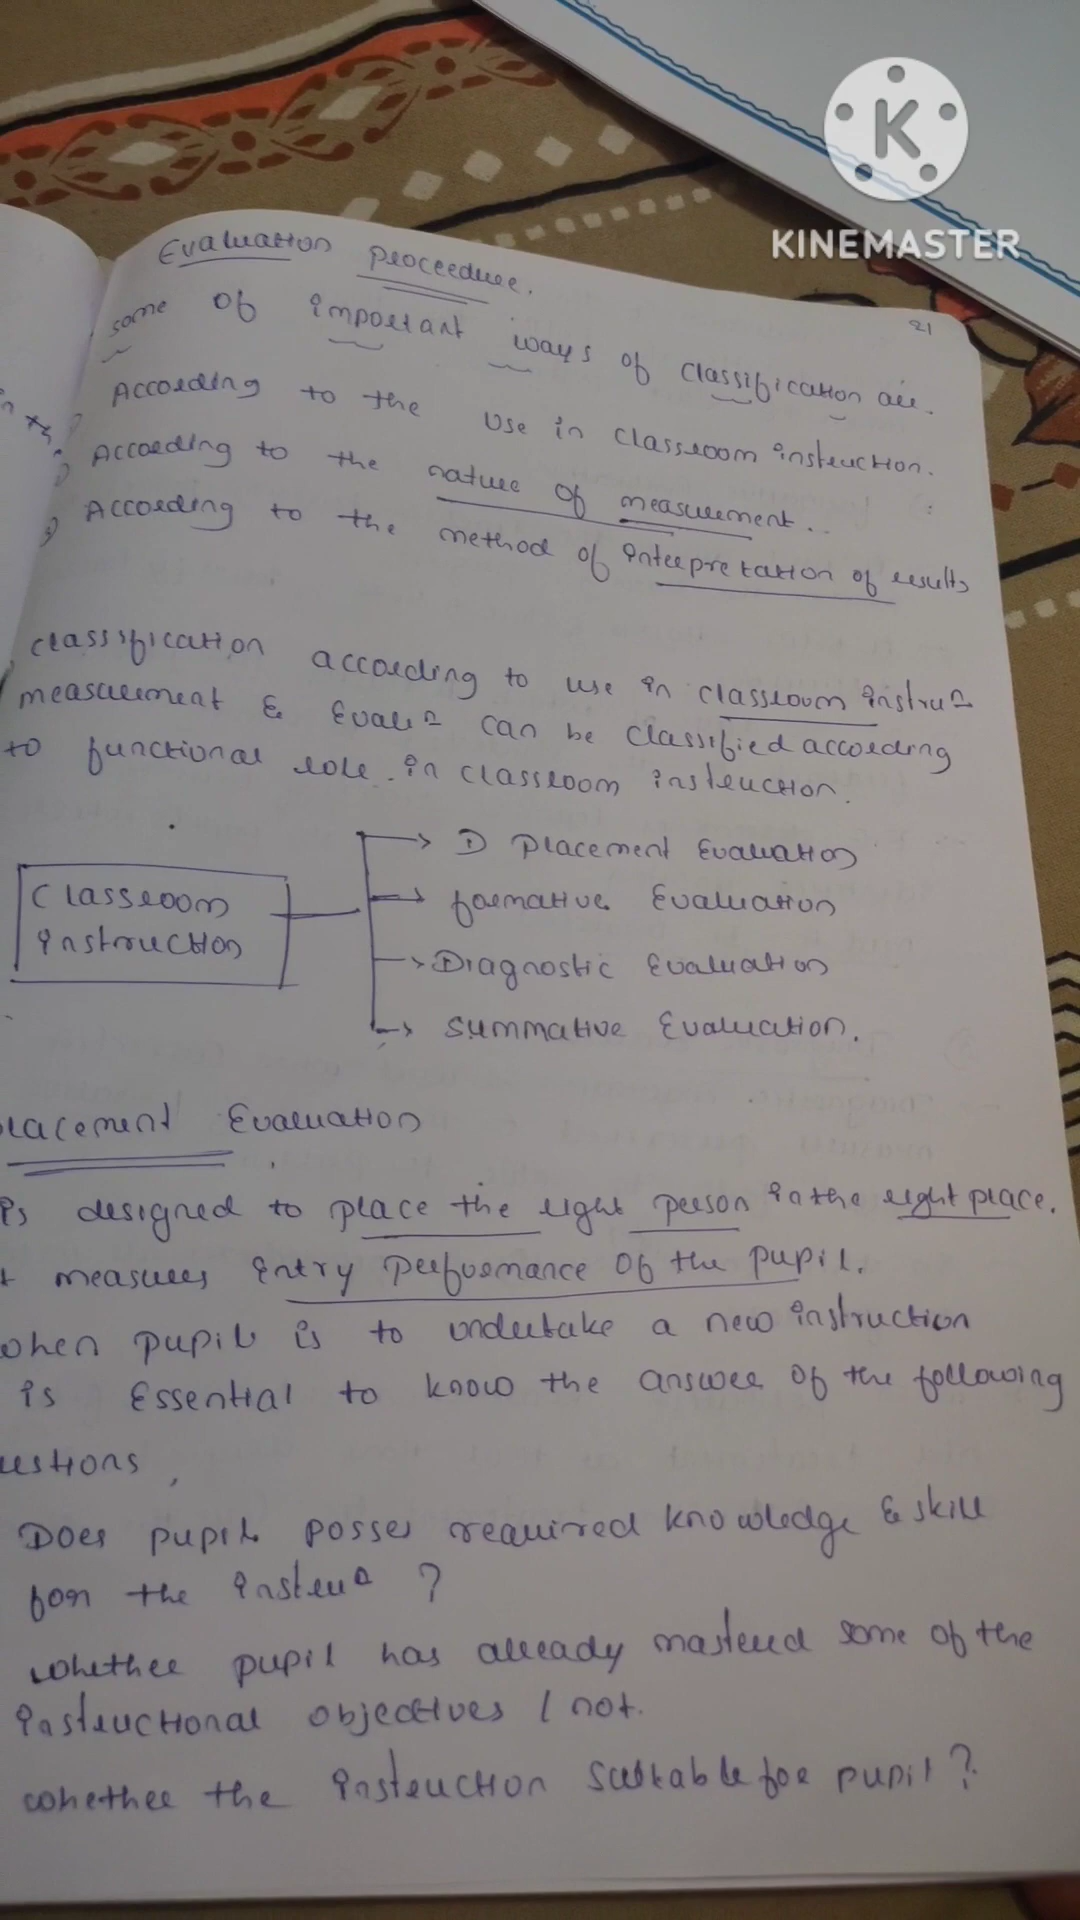 KINEMASTER
21
Evaluation proceedure.
some of important ways of classification are.
According to the use in classroom instruction.
According to the nature of measurement..
According to the method of interpretation of results
classification according to use in classroom instruⁿ
measurement & Evaluⁿ can be classified according
to functional role. in classroom instruction.
Classroom
instruction
1) Placement Evaluation
formative Evaluation
Diagnostic Evaluation
Summative Evaluation.
lacement Evaluation
is designed to place the right person in the right place.
t measures Entry performance of the pupil.
when pupil is to undertake a new instruction
is Essential to know the answer of the following
uestions,
Does pupil posses required knowledge & skill
for the instruⁿ ?
whether pupil has already mastered some of the
instructional objectives / not.
whether the instruction suitable for pupil ?